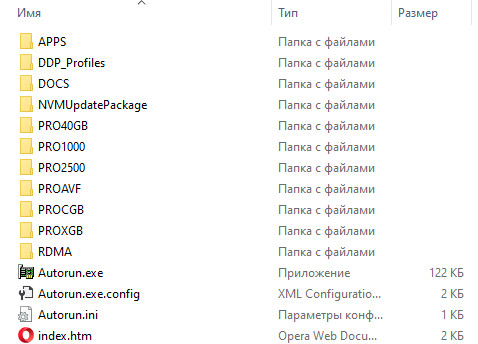 Имя Тип Размер
APPS Папка с файлами
DDP_Profiles Папка с файлами
DOCS Папка с файлами
NVMUpdatePackage Папка с файлами
PRO40GB Папка с файлами
PRO1000 Папка с файлами
PRO2500 Папка с файлами
PROAVF Папка с файлами
PROCGB Папка с файлами
PROXGB Папка с файлами
RDMA Папка с файлами
Autorun.exe Приложение 122 КБ
Autorun.exe.config XML Configuratio... 2 КБ
Autorun.ini Параметры конф... 1 КБ
index.htm Opera Web Docu... 2 КБ